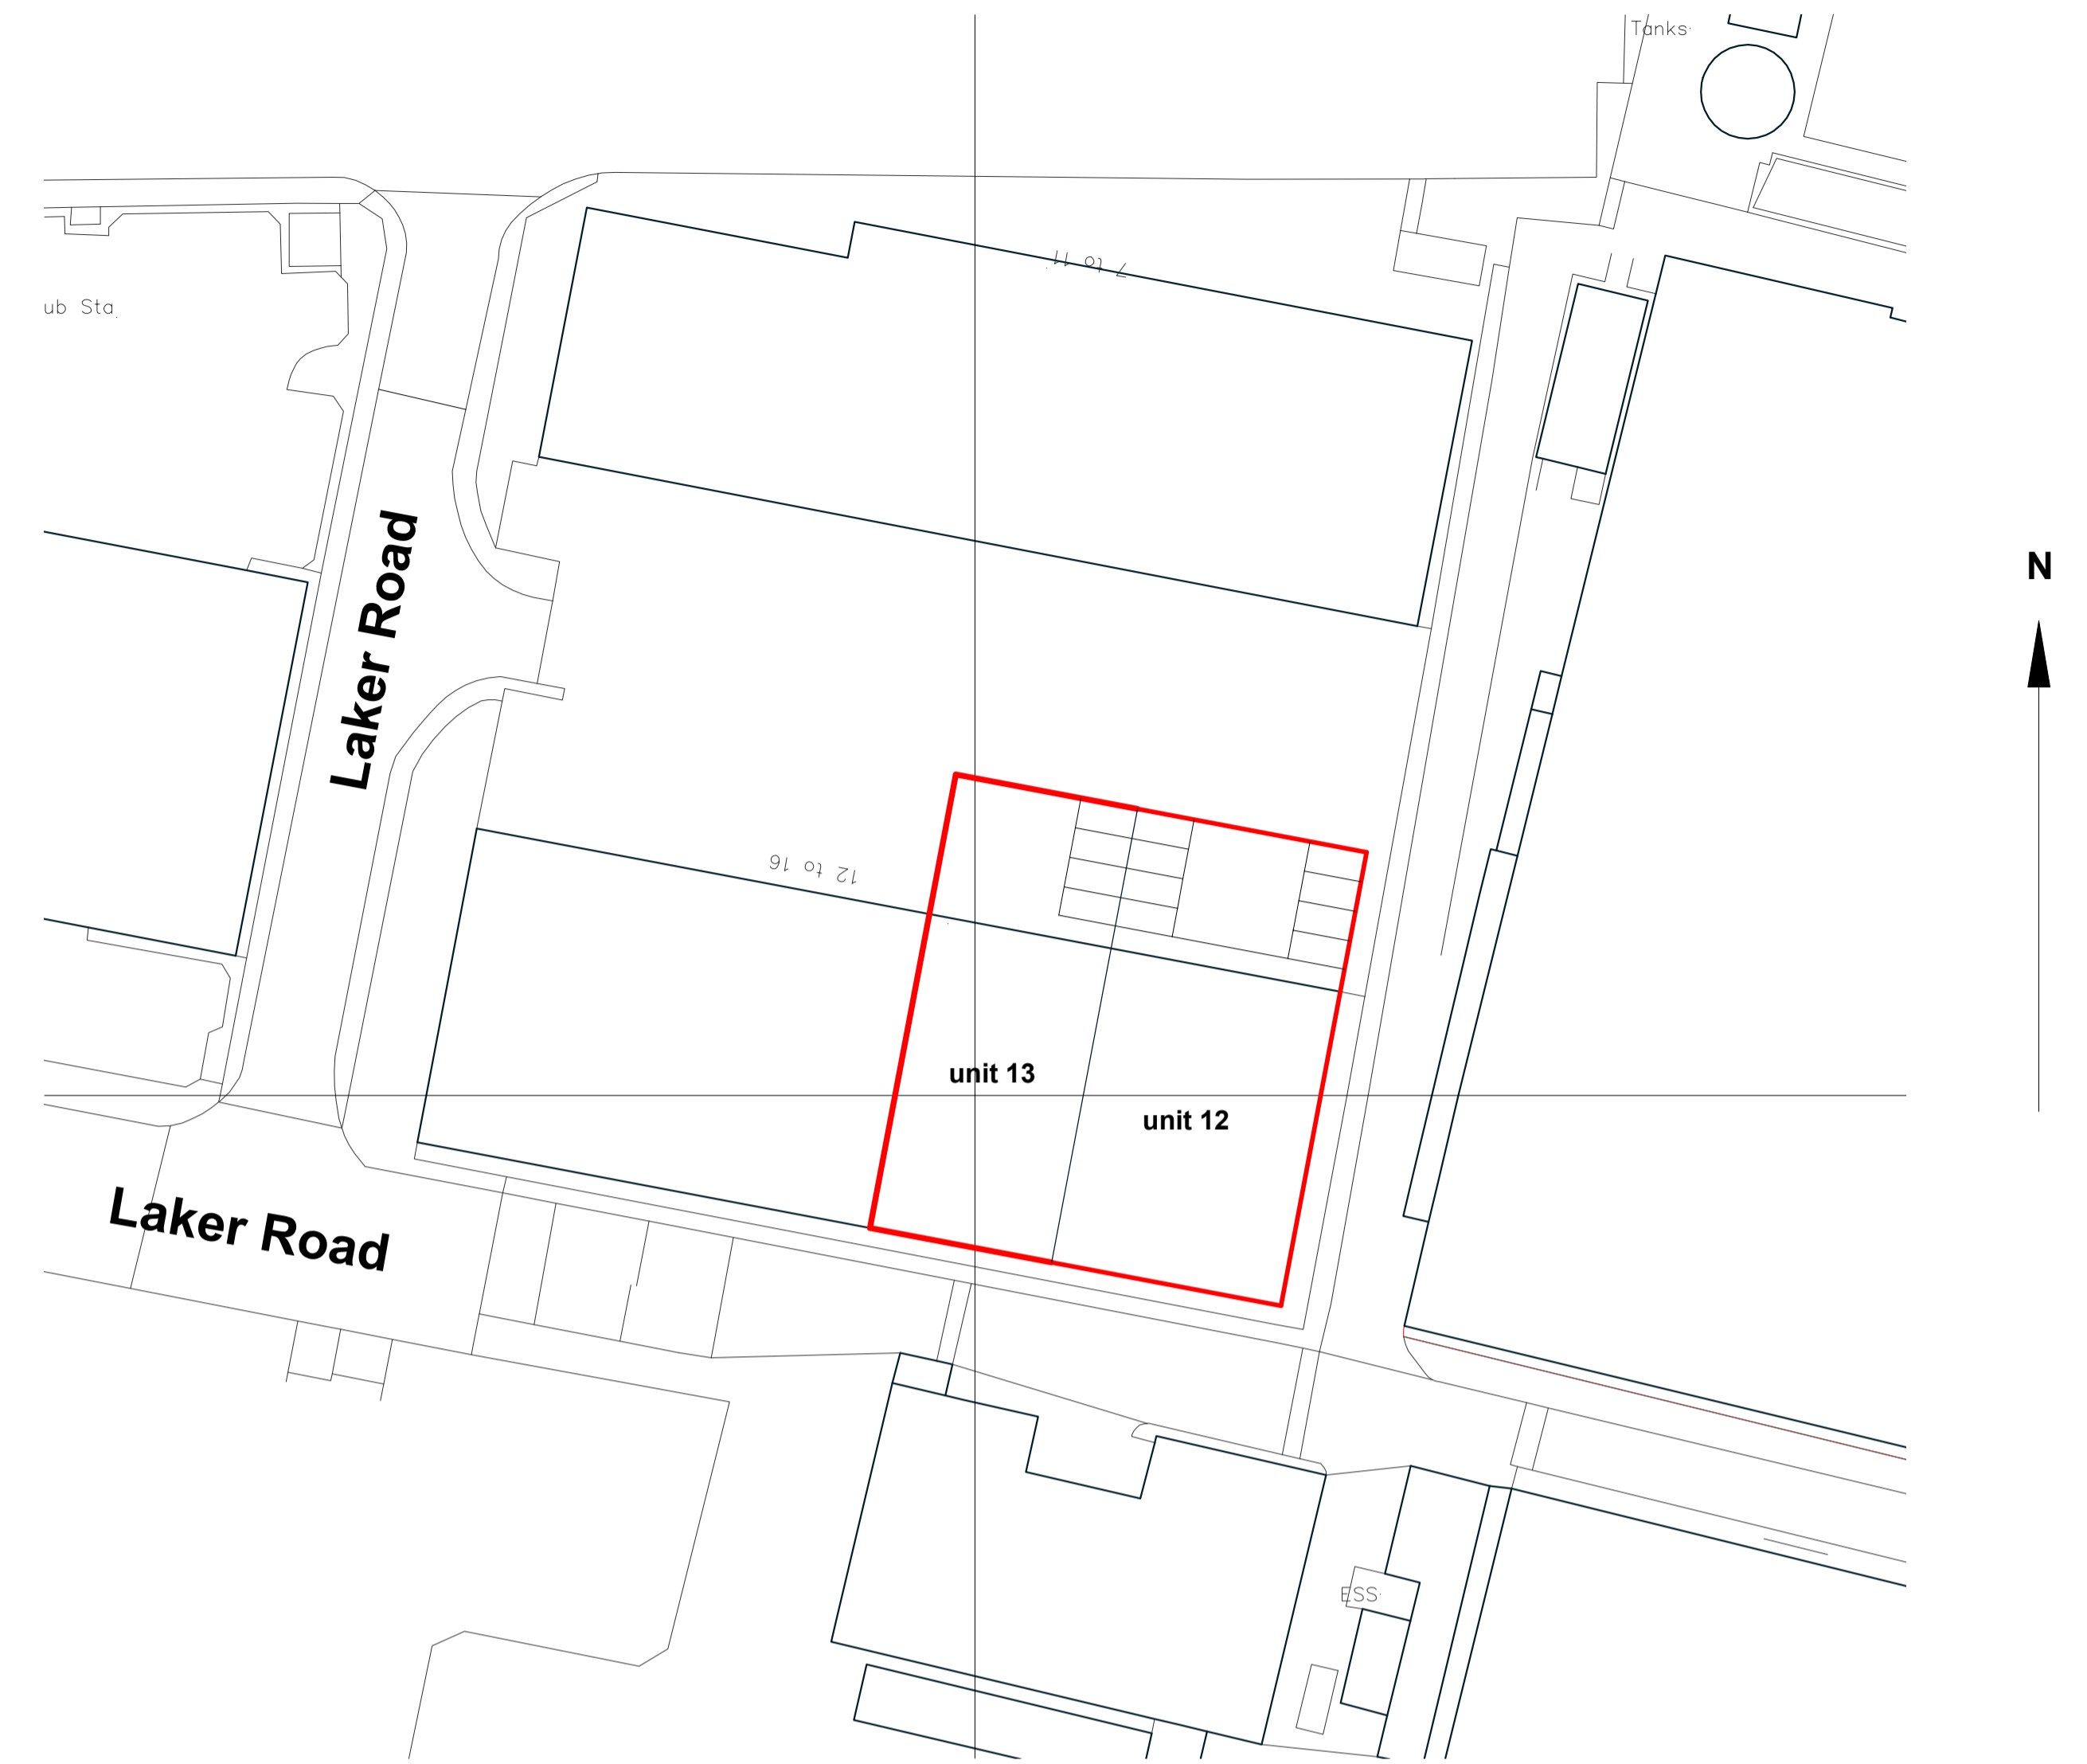 Tanks
7 to 11
ub Sta
Laker Road
N
12 to 16
unit 13
unit 12
Laker Road
ESS